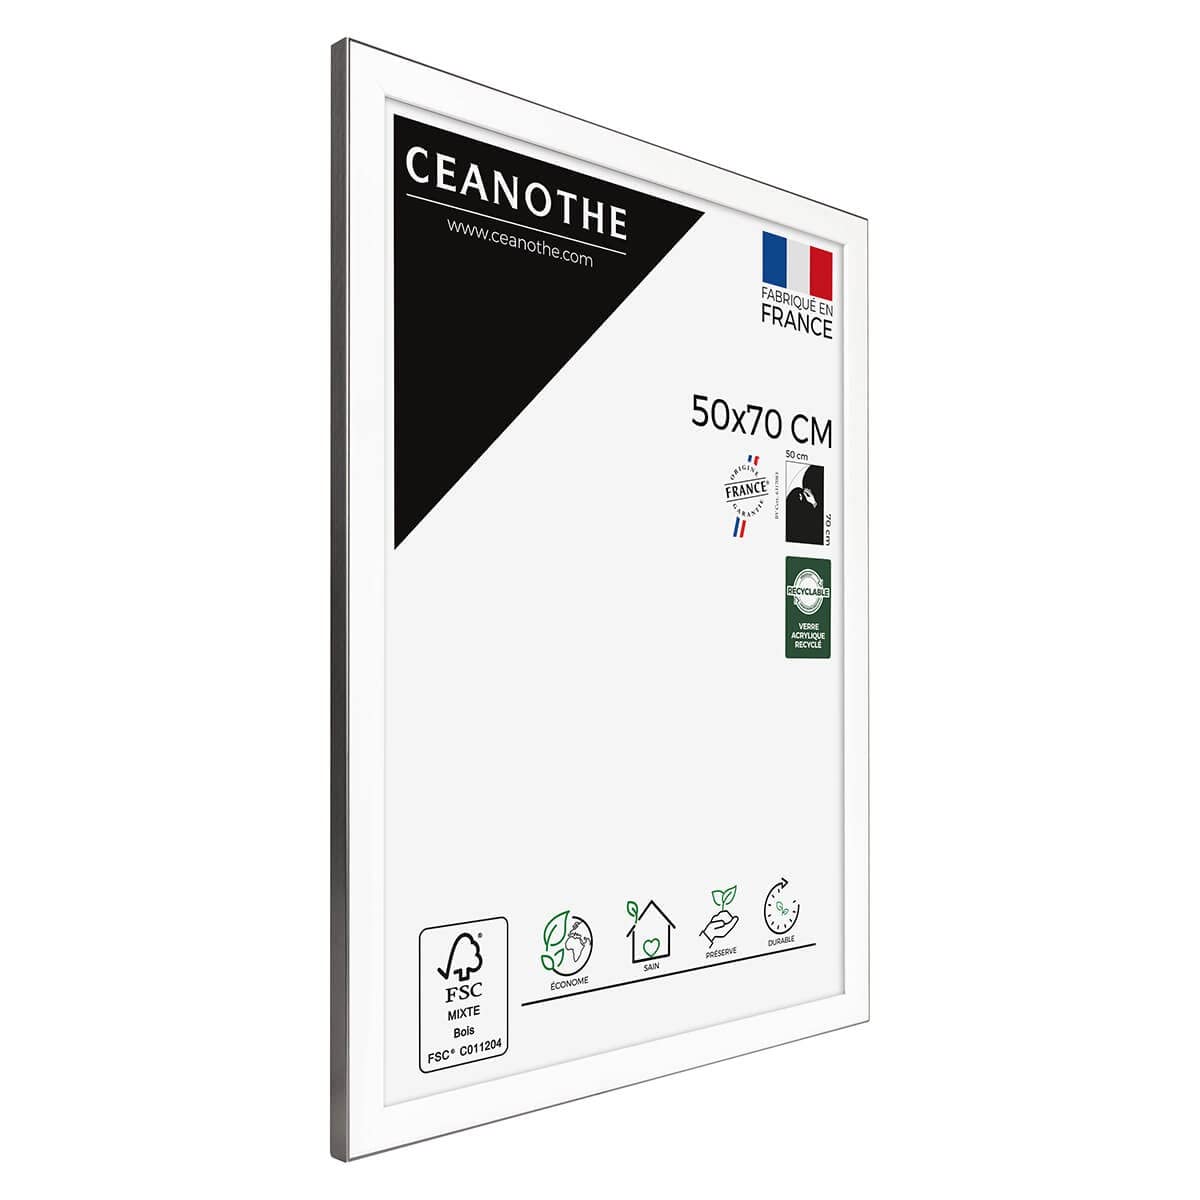 CEANOTHE
www.ceanothe.com
FABRIQUÉ EN
FRANCE
50x70 CM
50 cm
70 cm
ORIGINE
FRANCE®
GARANTIE
RECYCLABLE
VERRE
ACRYLIQUE
RECYCLÉ
ÉCONOME
SAIN
PRÉSERVE
DURABLE
FSC
®
MIXTE
Bois
FSC® C011204